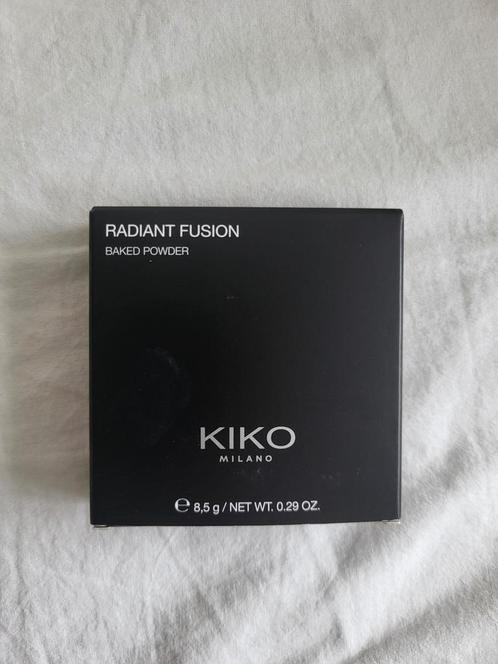 RADIANT FUSION
BAKED POWDER
KIKO
MILANO
℮ 8,5 g / NET WT. 0.29 OZ.